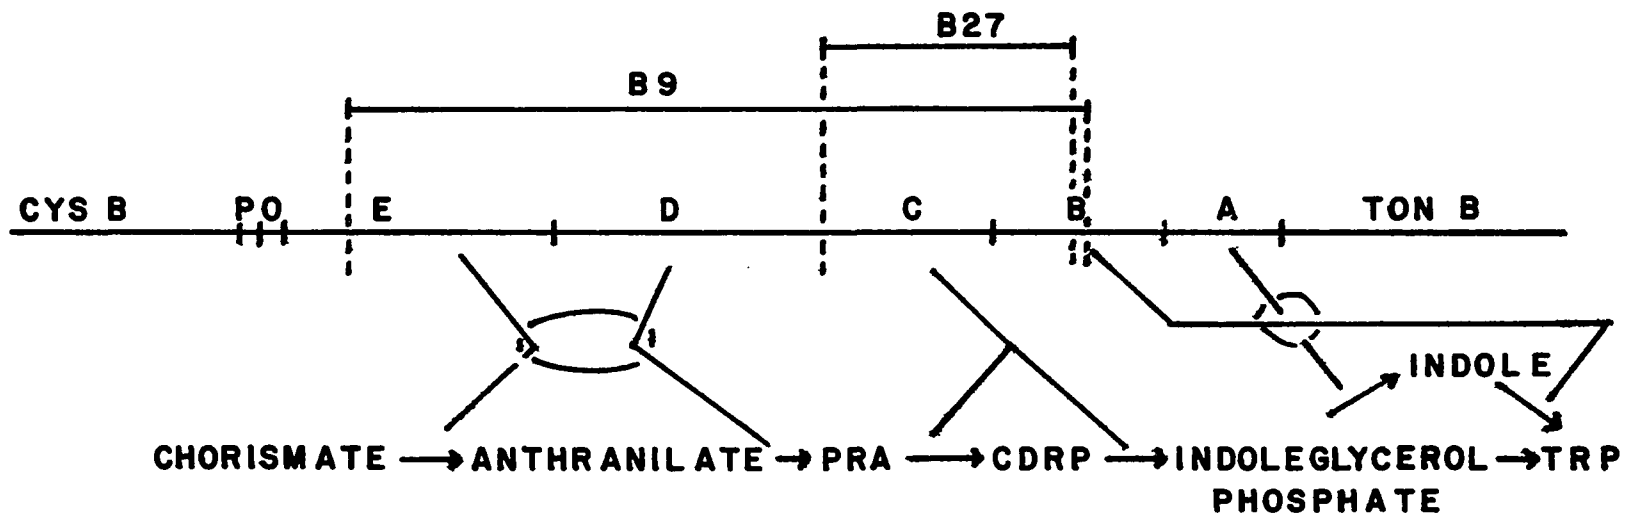 B27
B9
CYS B PO E D C B A TON B
INDOLE
CHORISMATE ANTHRANILATE PRA CDRP INDOLEGLYCEROL TRP
PHOSPHATE